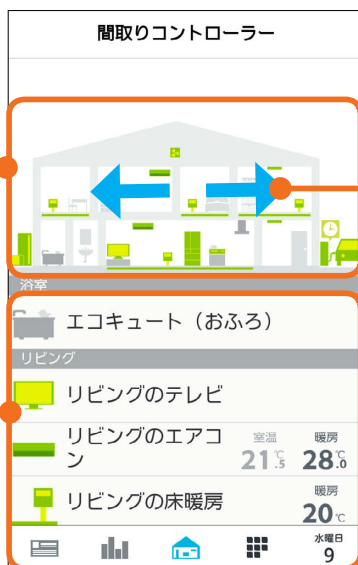 間取りコントローラー
浴室
エコキュート（おふろ）
リビング
リビングのテレビ
リビングのエアコン 室温 21.5℃ 暖房 28.0℃
リビングの床暖房 暖房 20℃
水曜日
9